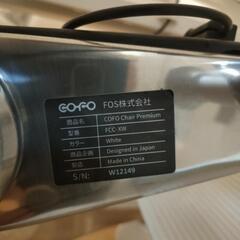 COFO FOS株式会社
商品名 COFO Chair Premium
型番 FCC-XW
カラー White
商品企画 Designed in Japan
製造 Made in China
S/N: W12149